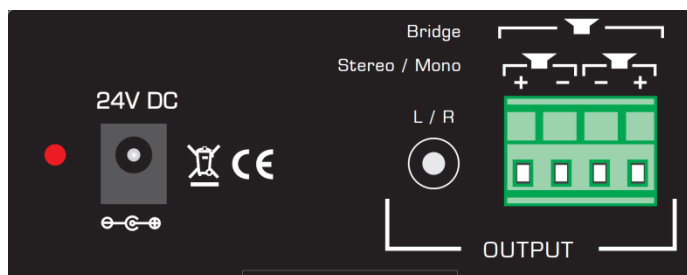 Bridge
Stereo / Mono
+ − − +
24V DC
L / R
CE
OUTPUT